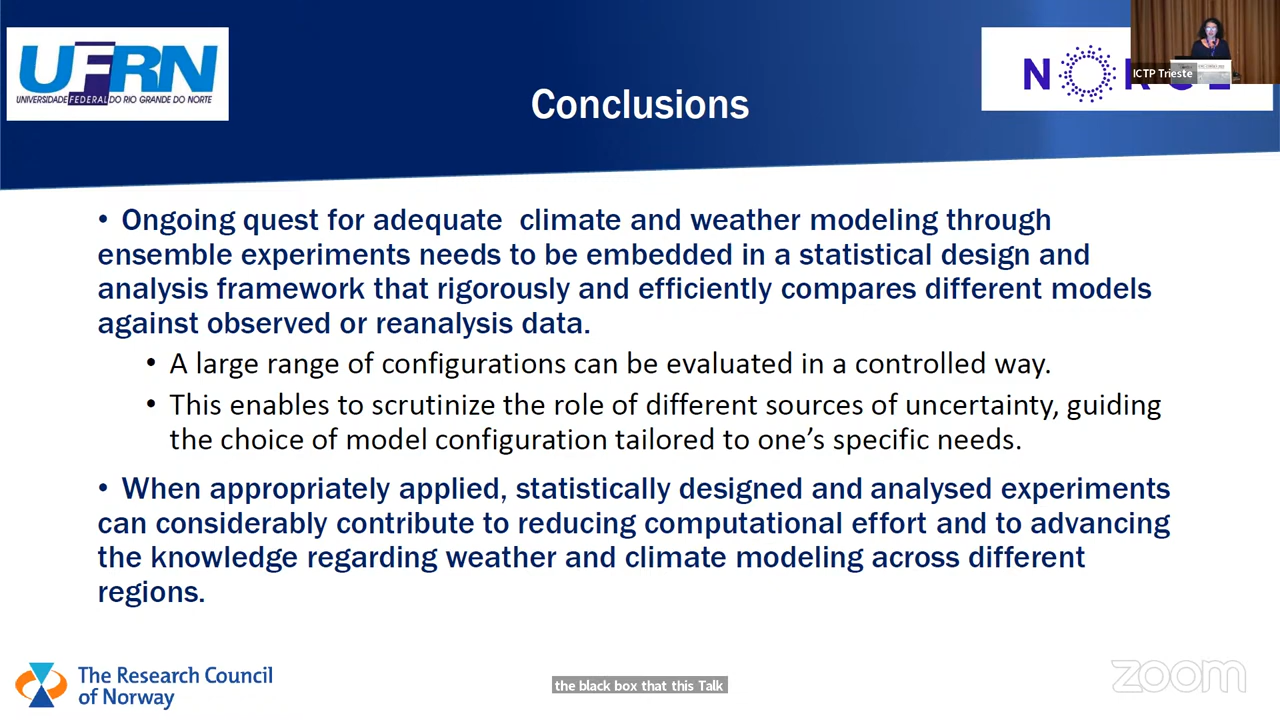 UFRN
UNIVERSIDADE FEDERAL DO RIO GRANDE DO NORTE
ICTP Trieste
Conclusions
• Ongoing quest for adequate climate and weather modeling through
ensemble experiments needs to be embedded in a statistical design and
analysis framework that rigorously and efficiently compares different models
against observed or reanalysis data.
• A large range of configurations can be evaluated in a controlled way.
• This enables to scrutinize the role of different sources of uncertainty, guiding
the choice of model configuration tailored to one’s specific needs.
• When appropriately applied, statistically designed and analysed experiments
can considerably contribute to reducing computational effort and to advancing
the knowledge regarding weather and climate modeling across different
regions.
The Research Council
of Norway
the black box that this Talk
zoom